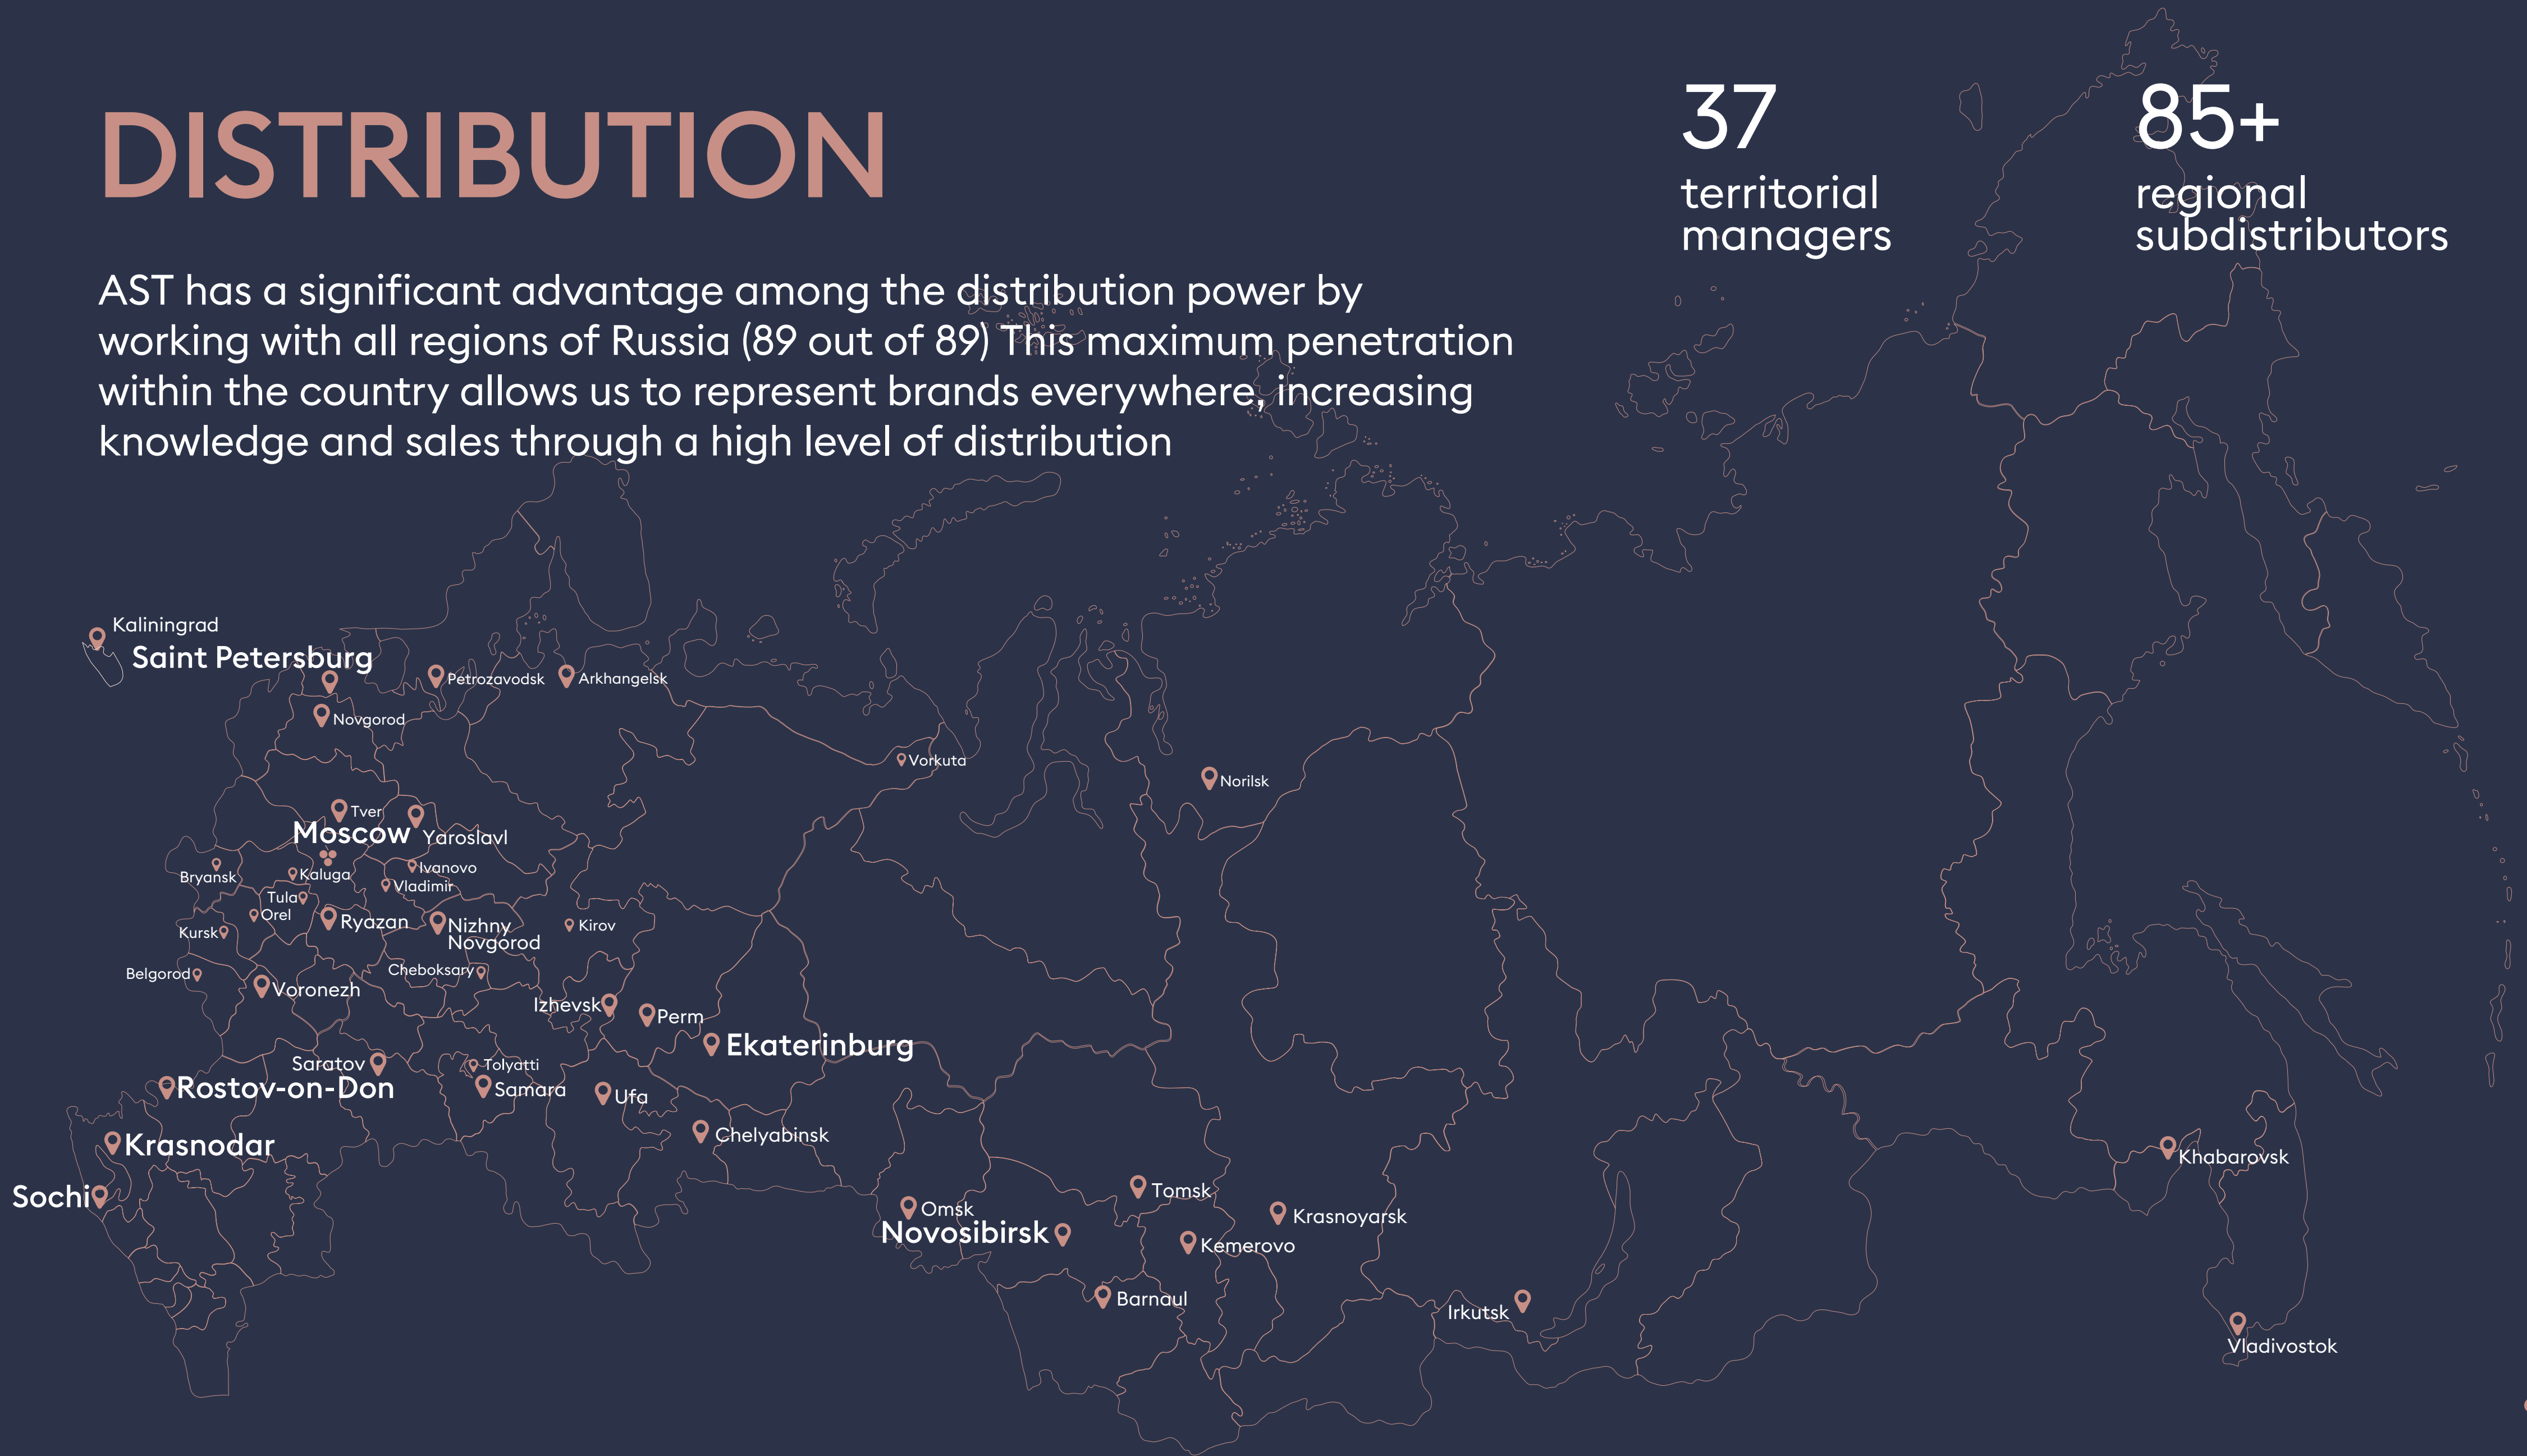 DISTRIBUTION
37
territorial
managers
85+
regional
subdistributors
AST has a significant advantage among the distribution power by
working with all regions of Russia (89 out of 89) This maximum penetration
within the country allows us to represent brands everywhere, increasing
knowledge and sales through a high level of distribution
Kaliningrad
Saint Petersburg
Petrozavodsk
Arkhangelsk
Novgorod
Vorkuta
Norilsk
Tver
Moscow
Yaroslavl
Ivanovo
Bryansk
Kaluga
Vladimir
Tula
Orel
Ryazan
Nizhny
Novgorod
Kirov
Kursk
Belgorod
Cheboksary
Voronezh
Izhevsk
Perm
Ekaterinburg
Saratov
Tolyatti
Rostov-on-Don
Samara
Ufa
Chelyabinsk
Krasnodar
Khabarovsk
Sochi
Tomsk
Omsk
Novosibirsk
Krasnoyarsk
Kemerovo
Barnaul
Irkutsk
Vladivostok